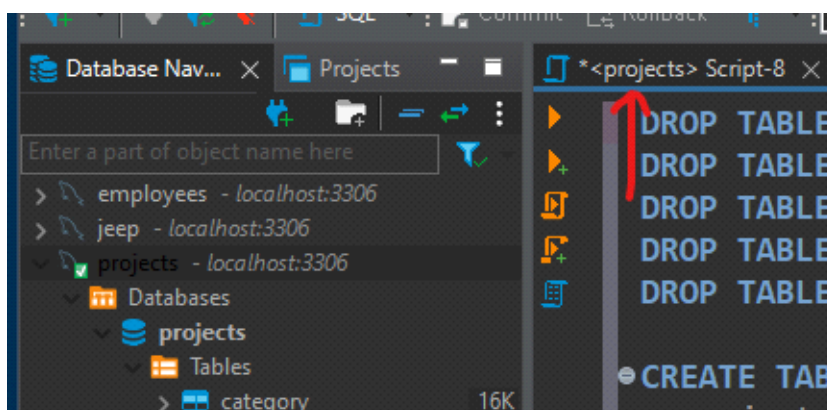 SQL Commit Rollback
Database Nav... Projects
*<projects> Script-8
Enter a part of object name here
employees - localhost:3306
jeep - localhost:3306
projects - localhost:3306
Databases
projects
Tables
category 16K
DROP TABLE
DROP TABLE
DROP TABLE
DROP TABLE
DROP TABLE
CREATE TAB